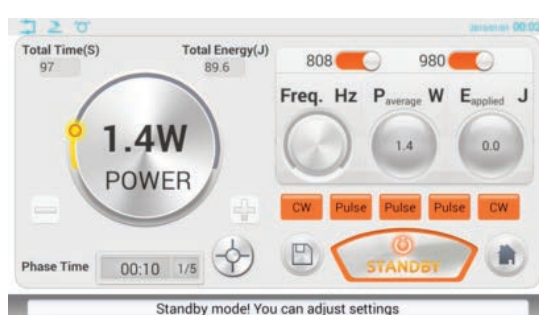 00:02
Total Time(S)
97
Total Energy(J)
89.6
1.4W
POWER
Phase Time
00:10 1/5
808 980
Freq. Hz Paverage W Eapplied J
1.4
0.0
CW Pulse Pulse Pulse CW
STANDBY
Standby mode! You can adjust settings